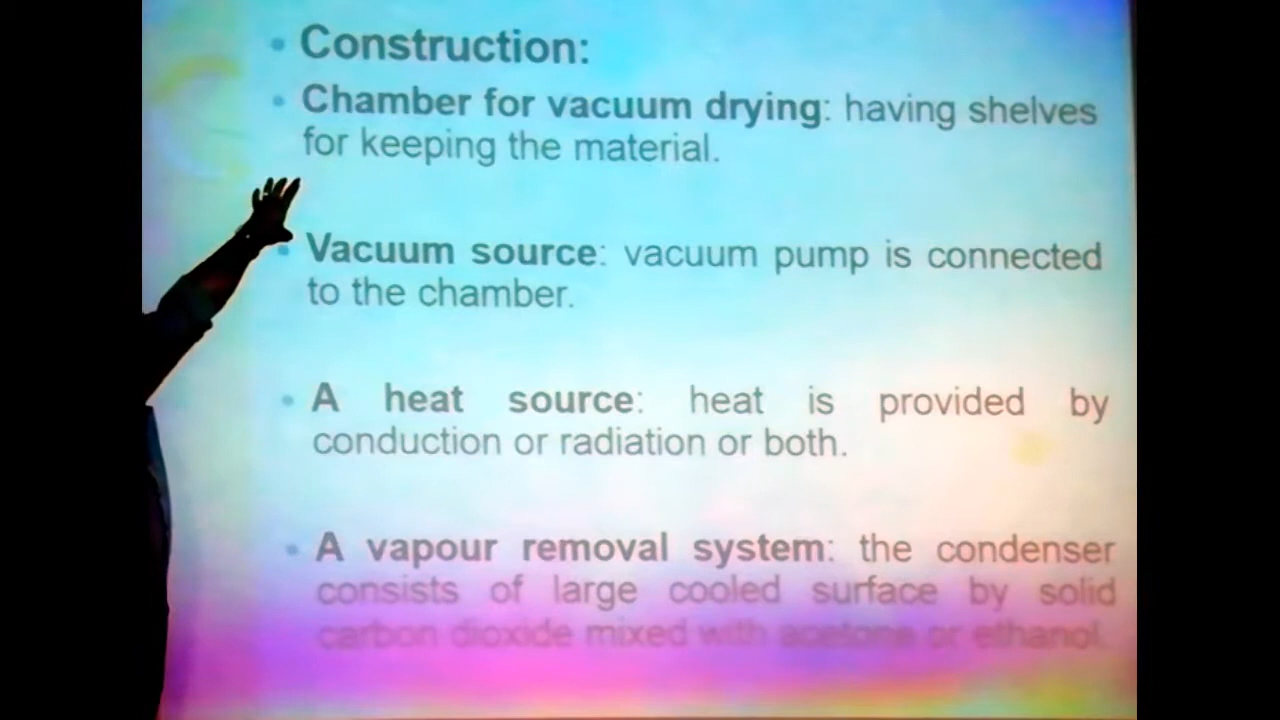 • Construction:
• Chamber for vacuum drying: having shelves
for keeping the material.
• Vacuum source: vacuum pump is connected
to the chamber.
• A heat source: heat is provided by
conduction or radiation or both.
• A vapour removal system: the condenser
consists of large cooled surface by solid
carbon dioxide mixed with acetone or ethanol.